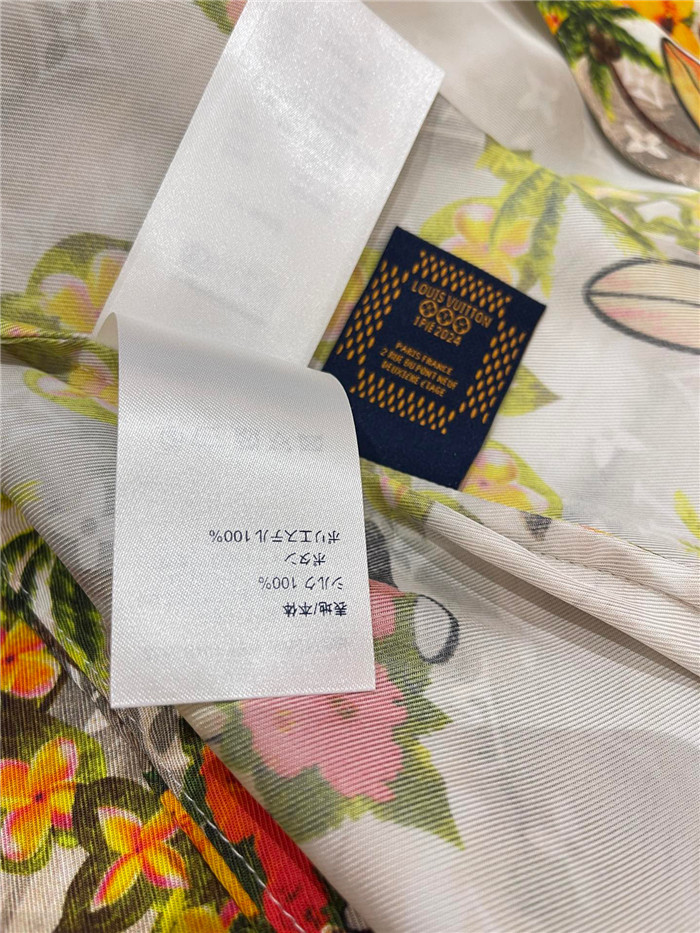 LOUIS VUITTON
1FIE2024
PARIS FRANCE
2 RUE DU PONT NEUF
DEUXIEME ETAGE
表地/本体
シルク 100%
ボタン
ポリエステル 100%